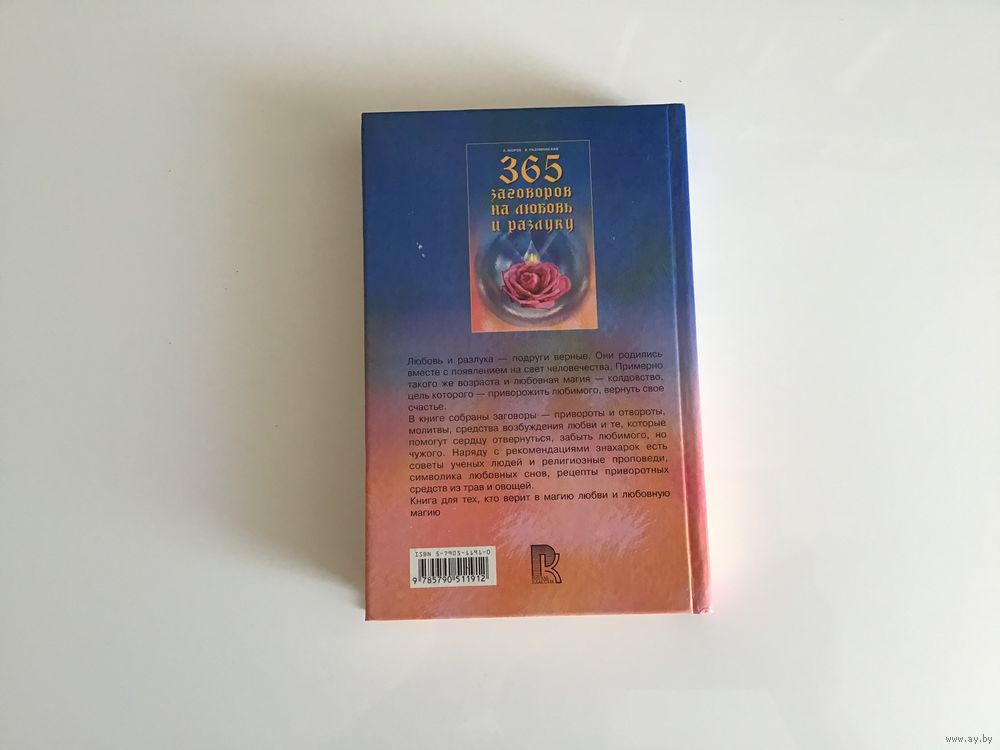 365
заговоров
на любовь
и разлуку
Любовь и разлука — подруги верные. Они родились
вместе с появлением на свет человечества. Примерно
такого же возраста и любовная магия — колдовство,
цель которого — приворожить любимого, вернуть свое
счастье.
В книге собраны заговоры — привороты и отвороты,
молитвы, средства возбуждения любви и те, которые
помогут сердцу отвернуться, забыть любимого, но
чужого. Наряду с рекомендациями знахарок есть
советы ученых людей и религиозные проповеди,
символика любовных снов, рецепты приворотных
средств из трав и овощей.
Книга для тех, кто верит в магию любви и любовную
магию
ISBN 5-7905-1191-0
9 785790 511912
РИПОЛ
КЛАССИК
www.ay.by